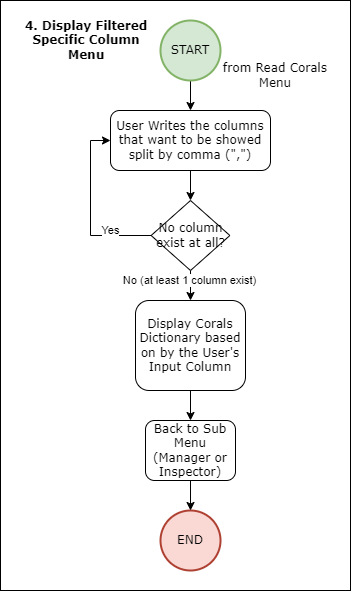 4. Display Filtered
Specific Column
Menu
START
from Read Corals
Menu
User Writes the columns
that want to be showed
split by comma (",")
No column
exist at all?
Yes
No (at least 1 column exist)
Display Corals
Dictionary based
on by the User's
Input Column
Back to Sub
Menu
(Manager or
Inspector)
END